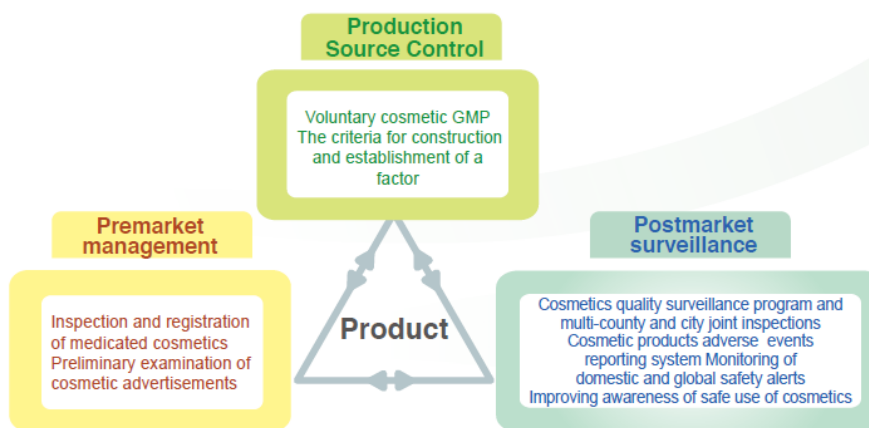 Production
Source Control
Voluntary cosmetic GMP
The criteria for construction
and establishment of a
factor
Premarket
management
Inspection and registration
of medicated cosmetics
Preliminary examination of
cosmetic advertisements
Product
Postmarket
surveillance
Cosmetics quality surveillance program and
multi-county and city joint inspections
Cosmetic products adverse events
reporting system Monitoring of
domestic and global safety alerts
Improving awareness of safe use of cosmetics